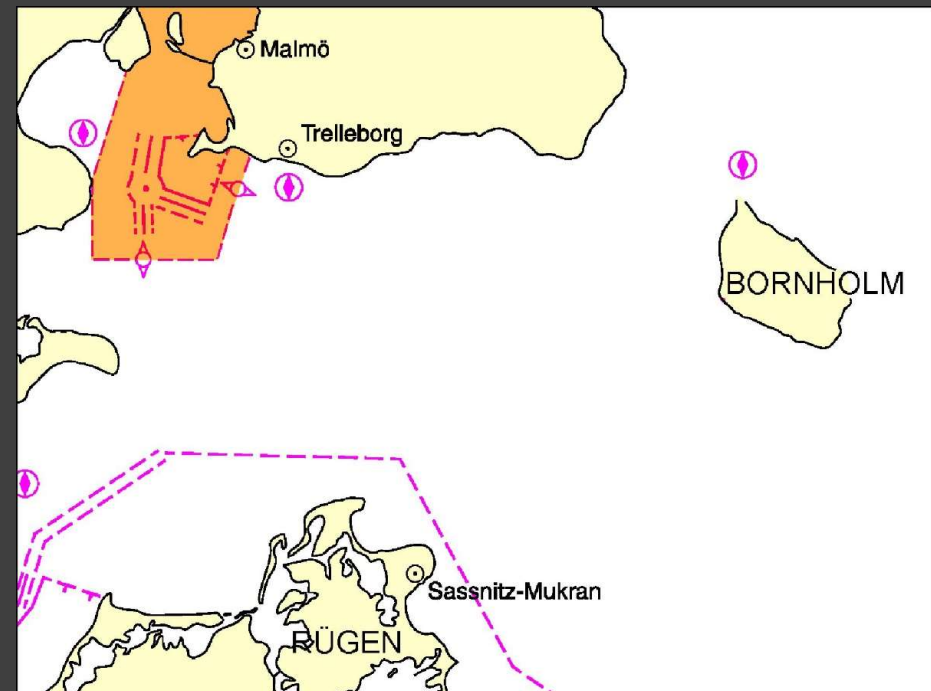 Malmö
Trelleborg
BORNHOLM
Sassnitz-Mukran
RÜGEN